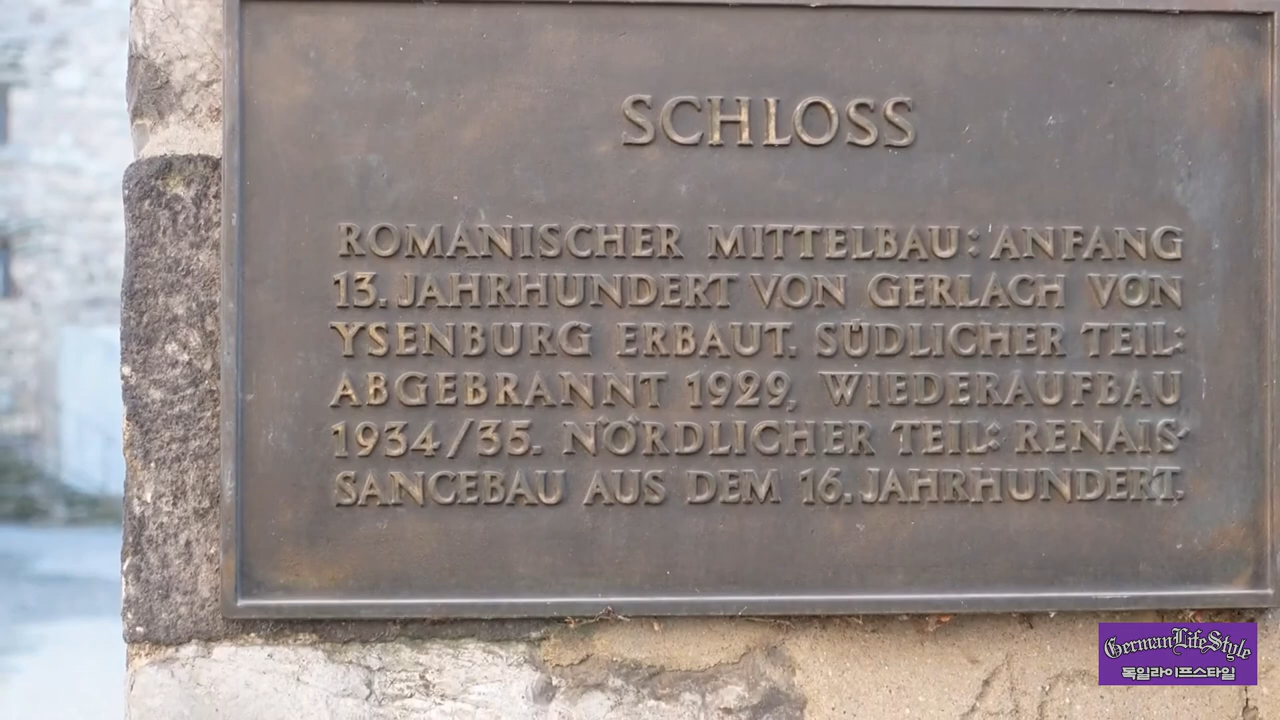 SCHLOSS
ROMANISCHER MITTELBAU: ANFANG
13. JAHRHUNDERT VON GERLACH VON
YSENBURG ERBAUT. SÜDLICHER TEIL:
ABGEBRANNT 1929, WIEDERAUFBAU
1934/35. NÖRDLICHER TEIL: RENAIS-
SANCEBAU AUS DEM 16. JAHRHUNDERT.
GermanLifeStyle
독일라이프스타일